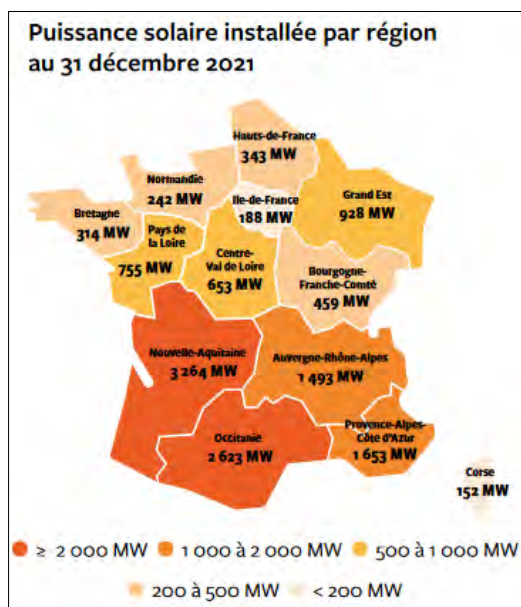 Puissance solaire installée par région
au 31 décembre 2021
Hauts-de-France
343 MW
Normandie
242 MW
Ile-de-France
188 MW
Grand Est
928 MW
Bretagne
314 MW
Pays de
la Loire
755 MW
Centre-
Val de Loire
653 MW
Bourgogne-
Franche-Comté
459 MW
Nouvelle-Aquitaine
3 264 MW
Auvergne-Rhône-Alpes
1 493 MW
Occitanie
2 623 MW
Provence-Alpes-
Côte d'Azur
1 653 MW
Corse
152 MW
≥ 2 000 MW
1 000 à 2 000 MW
500 à 1 000 MW
200 à 500 MW
< 200 MW